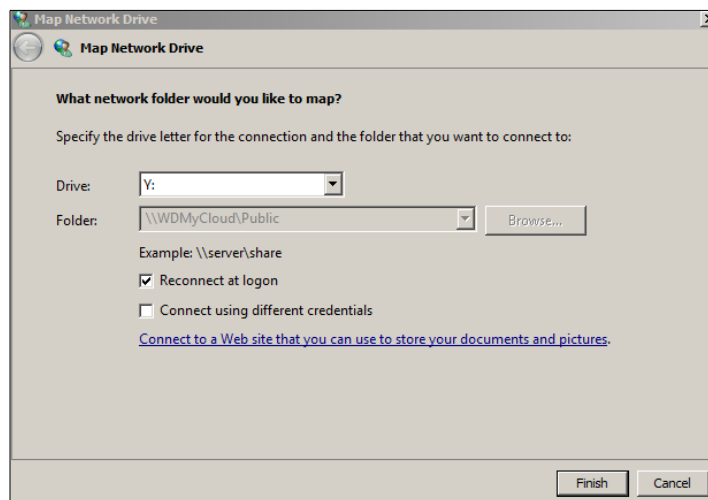 Map Network Drive
Map Network Drive
What network folder would you like to map?
Specify the drive letter for the connection and the folder that you want to connect to:
Drive: Y:
Folder: \\WDMyCloud\Public Browse...
Example: \\server\share
Reconnect at logon
Connect using different credentials
Connect to a Web site that you can use to store your documents and pictures.
Finish Cancel